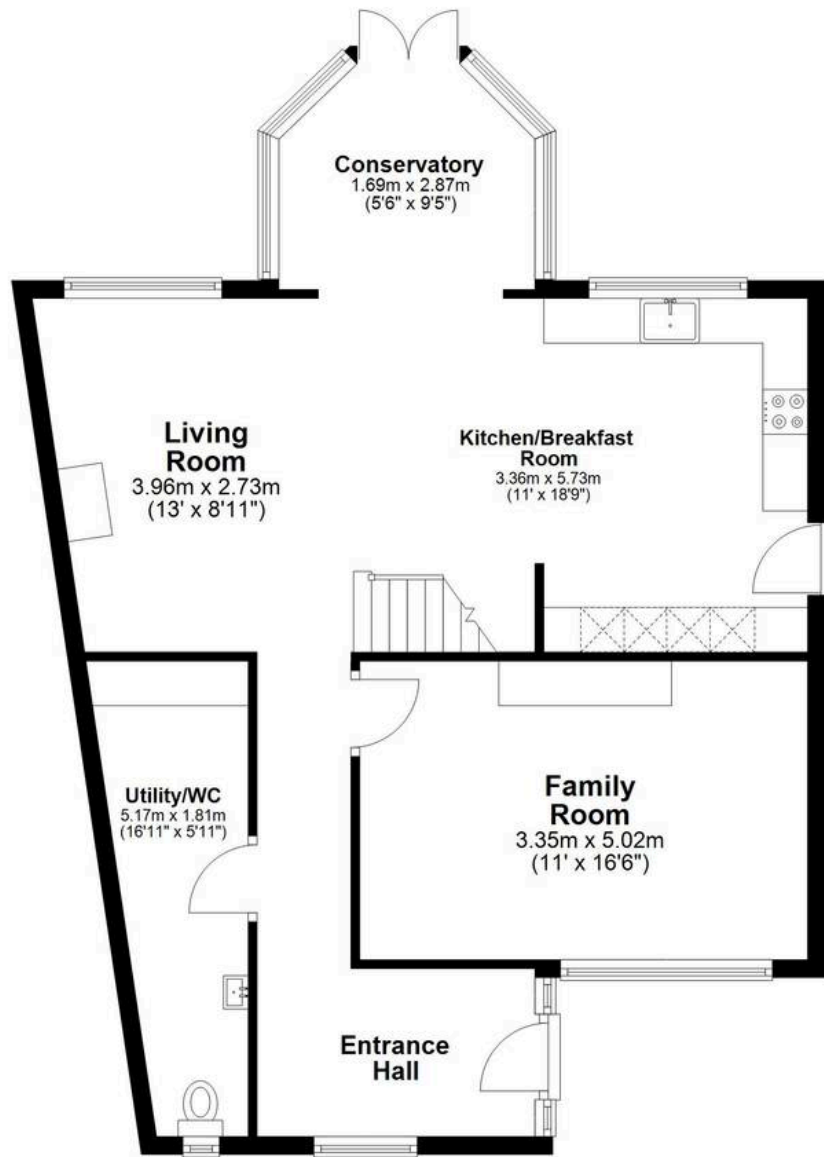 Conservatory
1.69m x 2.87m
(5'6" x 9'5")
Living
Room
3.96m x 2.73m
(13' x 8'11")
Kitchen/Breakfast
Room
3.36m x 5.73m
(11' x 18'9")
Utility/WC
5.17m x 1.81m
(16'11" x 5'11")
Family
Room
3.35m x 5.02m
(11' x 16'6")
Entrance
Hall